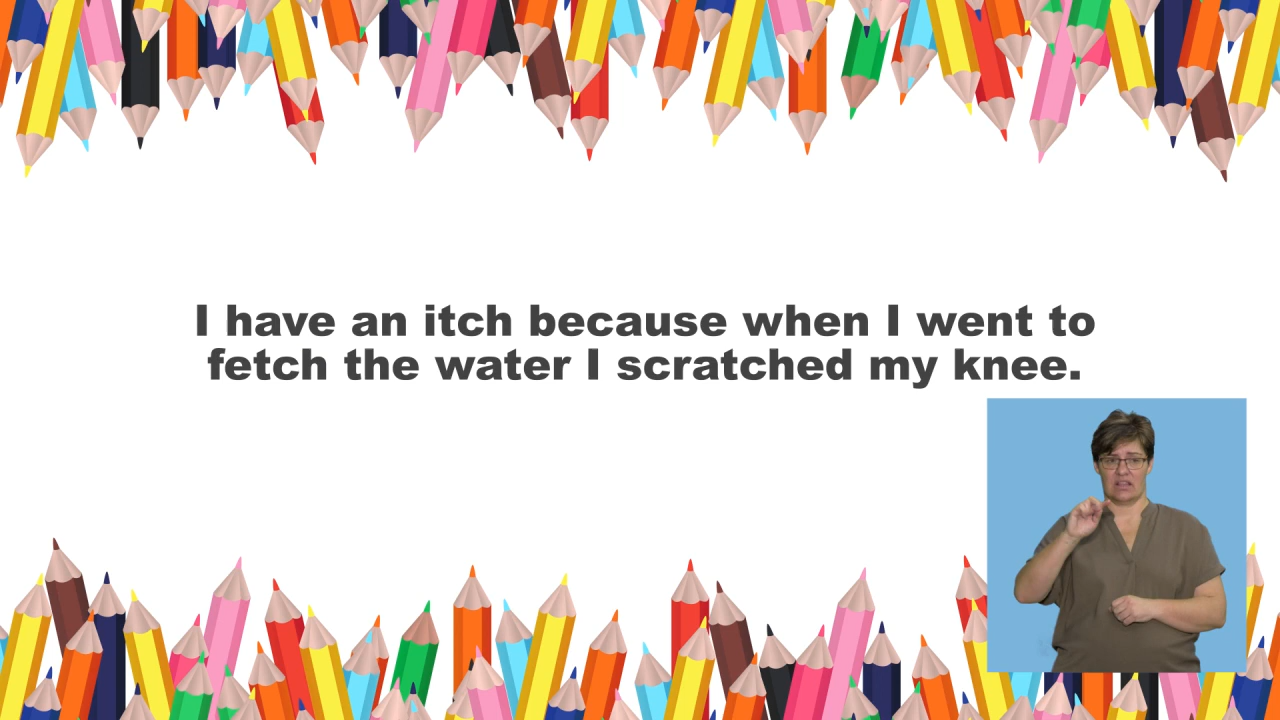 I have an itch because when I went to
fetch the water I scratched my knee.